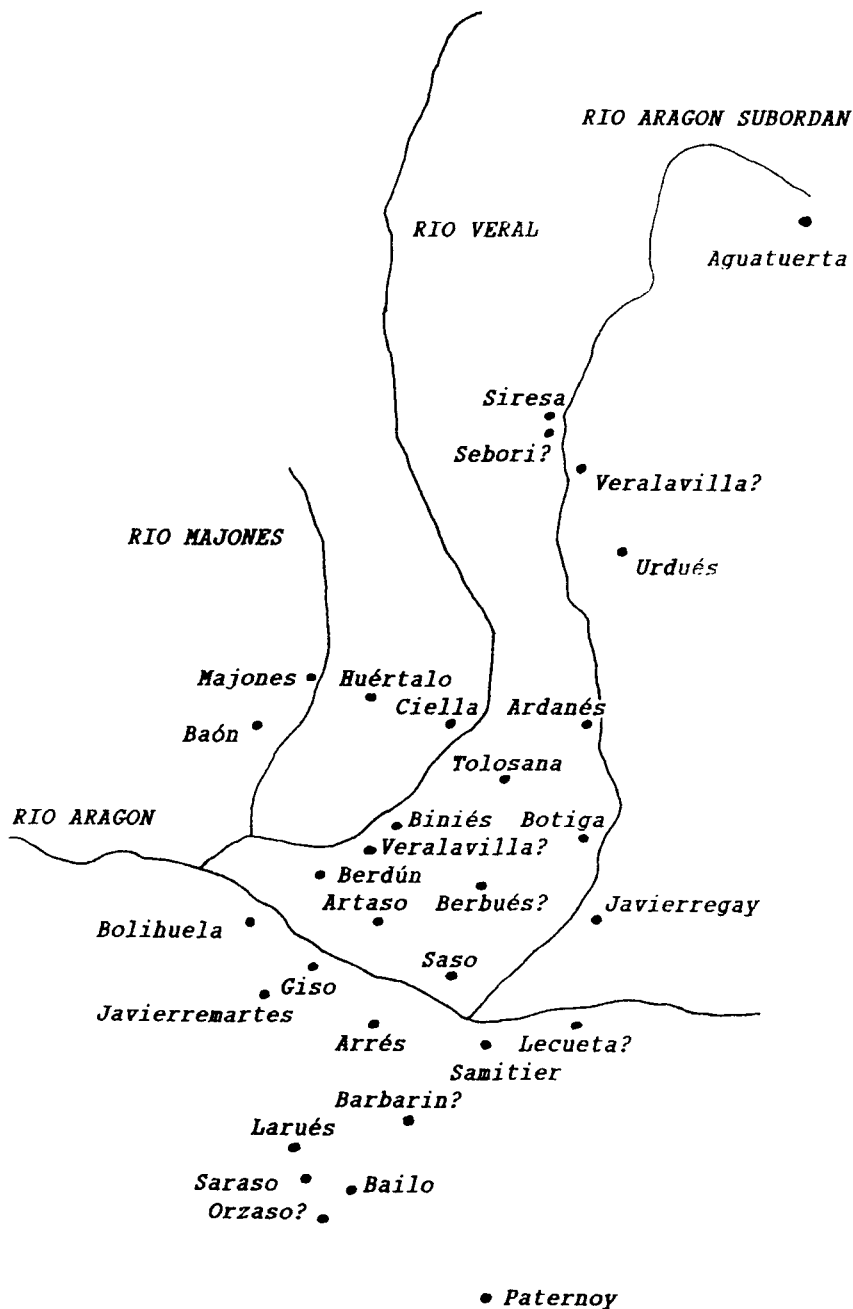 RIO ARAGON SUBORDAN
RIO VERAL
Aguatuerta
Siresa
Sebori?
Veralavilla?
RIO MAJONES
Urdués
Majones
Huértalo
Ciella
Ardanés
Baón
Tolosana
RIO ARAGON
Biniés
Botiga
Veralavilla?
Berdún
Artaso
Berbués?
Javierregay
Bolihuela
Saso
Giso
Javierremartes
Arrés
Lecueta?
Samitier
Barbarin?
Larués
Saraso
Bailo
Orzaso?
Paternoy